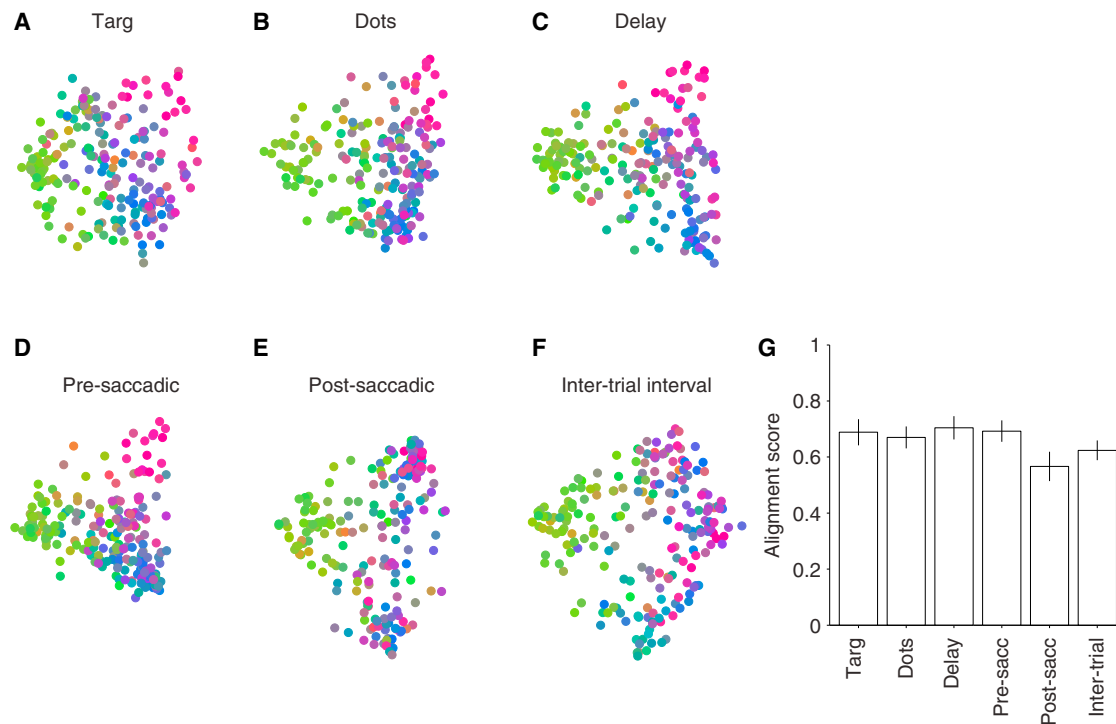 A Targ
B Dots
C Delay
D Pre-saccadic
E Post-saccadic
F Inter-trial interval
G
Alignment score
1
0.8
0.6
0.4
0.2
0
Targ
Dots
Delay
Pre-sacc
Post-sacc
Inter-trial